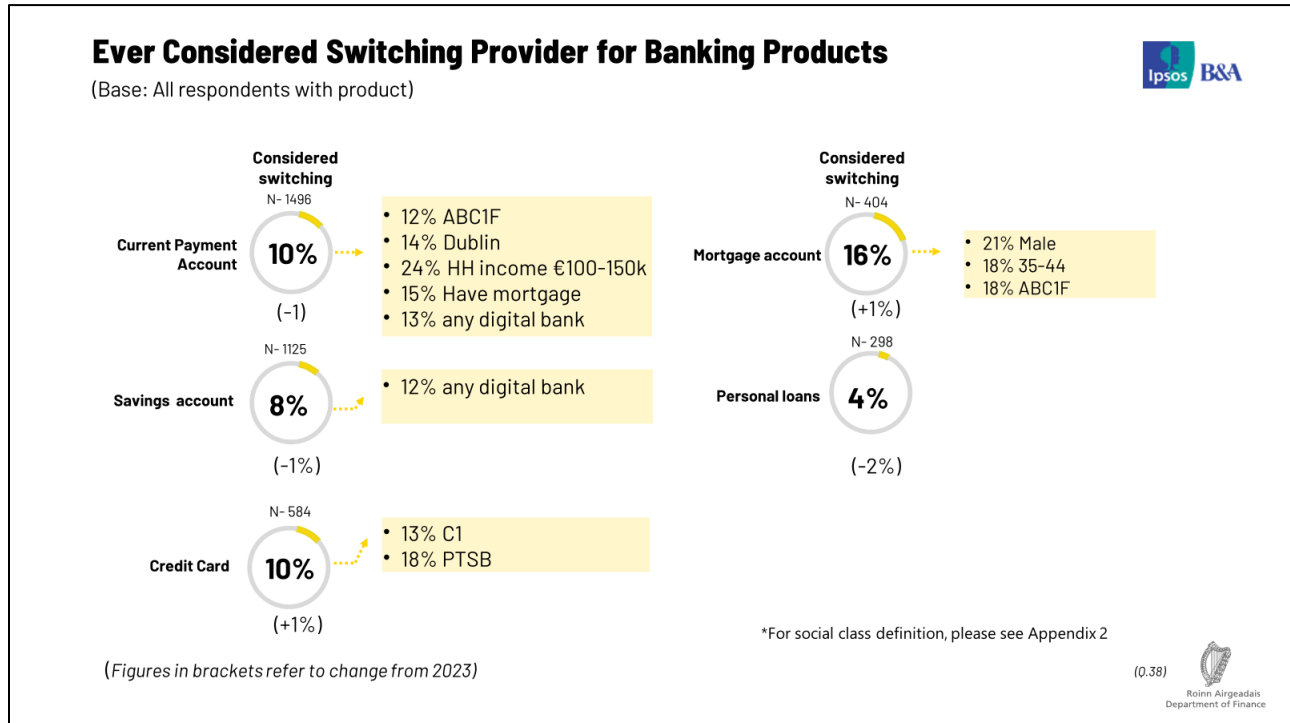 Ever Considered Switching Provider for Banking Products
(Base: All respondents with product)
Ipsos B&A
Considered
switching
N- 1496
Current Payment
Account
10%
(-1)
• 12% ABC1F
• 14% Dublin
• 24% HH income €100-150k
• 15% Have mortgage
• 13% any digital bank
N- 1125
Savings account
8%
(-1%)
• 12% any digital bank
N- 584
Credit Card
10%
(+1%)
• 13% C1
• 18% PTSB
Considered
switching
N- 404
Mortgage account
16%
(+1%)
• 21% Male
• 18% 35-44
• 18% ABC1F
N- 298
Personal loans
4%
(-2%)
*For social class definition, please see Appendix 2
(Figures in brackets refer to change from 2023)
(0.38)
Roinn Airgeadais
Department of Finance